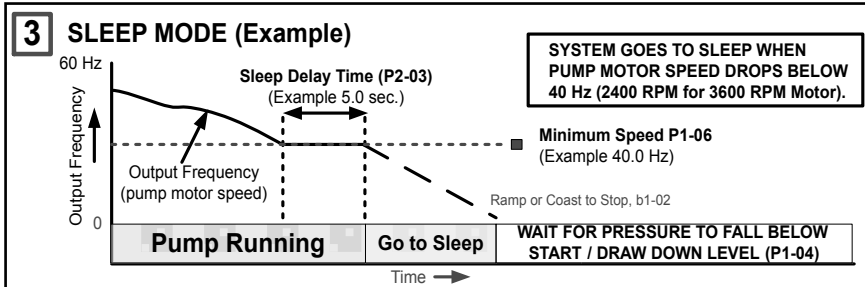 3 SLEEP MODE (Example)
60 Hz
Sleep Delay Time (P2-03)
(Example 5.0 sec.)
SYSTEM GOES TO SLEEP WHEN
PUMP MOTOR SPEED DROPS BELOW
40 Hz (2400 RPM for 3600 RPM Motor).
Output Frequency
Minimum Speed P1-06
(Example 40.0 Hz)
Output Frequency
(pump motor speed)
Ramp or Coast to Stop, b1-02
0
Pump Running
Go to Sleep
WAIT FOR PRESSURE TO FALL BELOW
START / DRAW DOWN LEVEL (P1-04)
Time